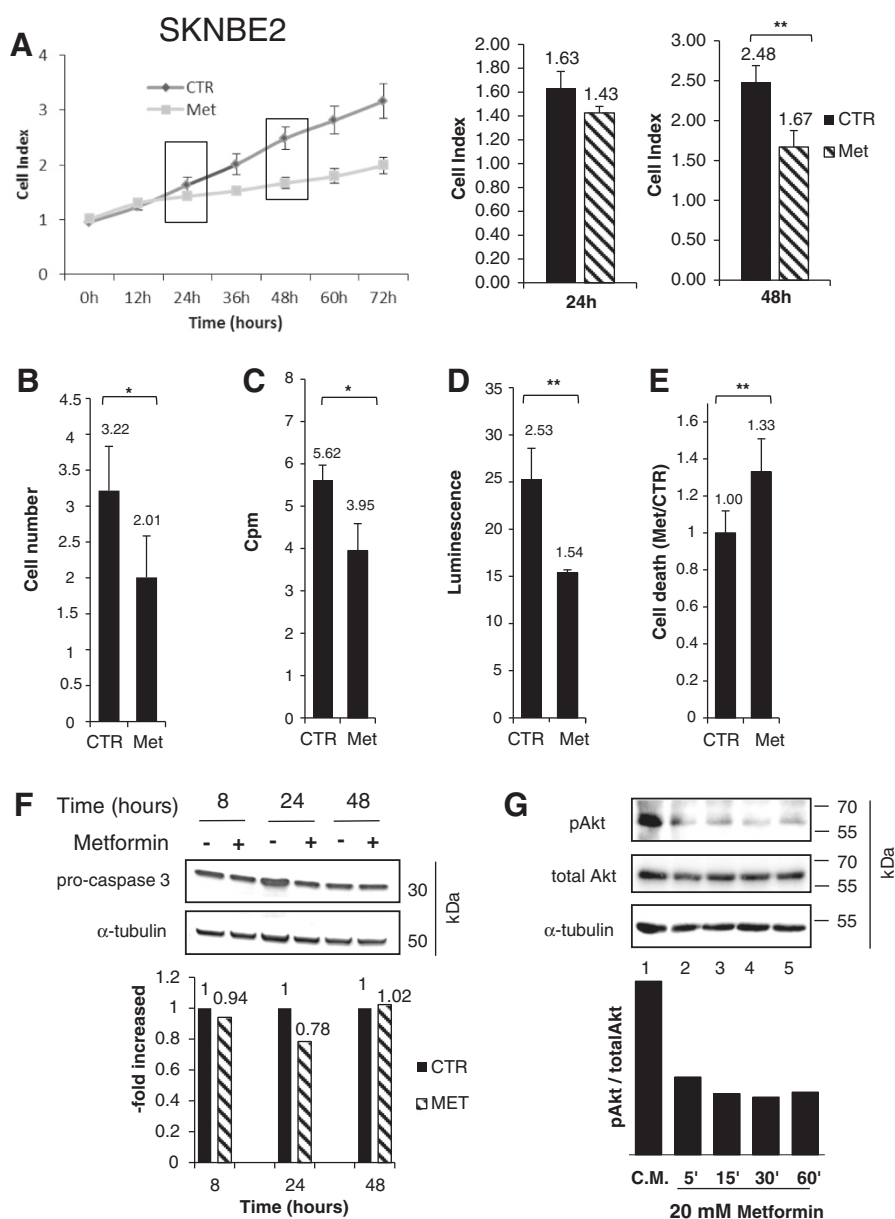 SKNBE2
A
CTR
Met
Cell Index
4
3
2
1
0
0h 12h 24h 36h 48h 60h 72h
Time (hours)
Cell Index
2.00
1.80
1.60
1.40
1.20
1.00
0.80
0.60
0.40
0.20
0.00
1.63
1.43
24h
**
Cell Index
3.00
2.50
2.00
1.50
1.00
0.50
0.00
2.48
1.67
48h
CTR
Met
B
*
Cell number
4.5
4
3.5
3
2.5
2
1.5
1
0.5
0
3.22
2.01
CTR Met
C
*
Cpm
8
7
6
5
4
3
2
1
0
5.62
3.95
CTR Met
D
**
Luminescence
35
30
25
20
15
10
5
0
2.53
1.54
CTR Met
E
**
Cell death (Met/CTR)
1.6
1.4
1.2
1
0.8
0.6
0.4
0.2
0
1.00
1.33
CTR Met
F
Time (hours) 8 24 48
Metformin - + - + - +
pro-caspase 3
30
α-tubulin
50
kDa
-fold increased
1.2
1
0.8
0.6
0.4
0.2
0
1 0.94
1 0.78
1 1.02
8 24 48
Time (hours)
CTR
MET
G
pAkt
70
55
total Akt
70
55
α-tubulin
55
kDa
1 2 3 4 5
pAkt / totalAkt
C.M. 5' 15' 30' 60'
20 mM Metformin